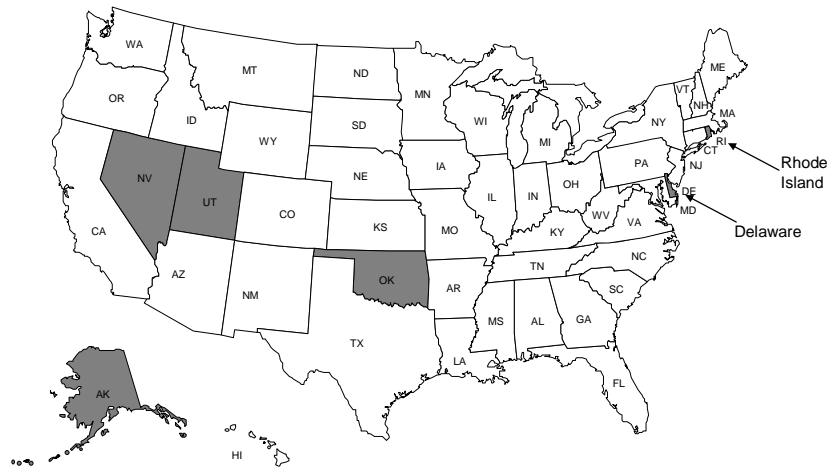 WA
MT
ND
MN
ME
VT
NH
MA
OR
ID
SD
WI
MI
NY
RI
CT
Rhode
Island
WY
IA
PA
NJ
NE
NV
UT
CO
IL
IN
OH
DE
MD
Delaware
WV
VA
CA
KS
MO
KY
NC
TN
AZ
NM
OK
AR
SC
MS
AL
GA
TX
LA
FL
AK
HI